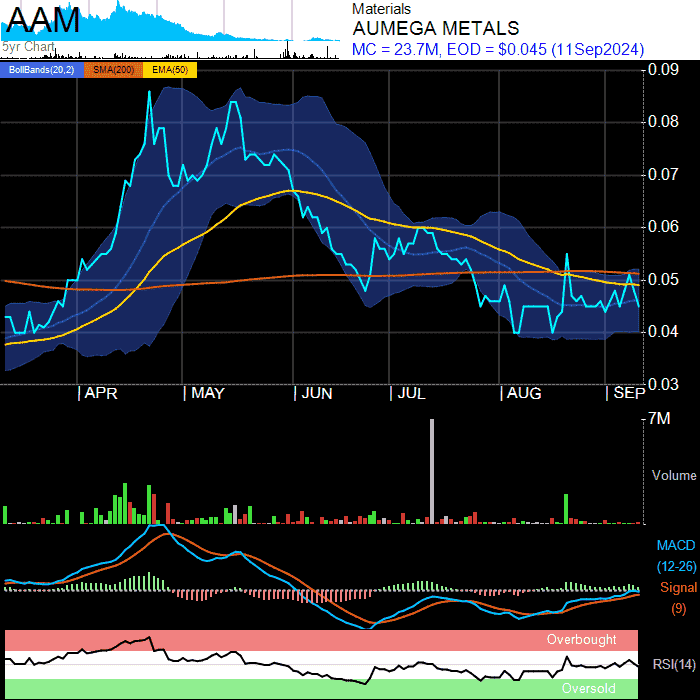 AAM
5yr Chart
Materials
AUMEGA METALS
MC = 23.7M, EOD = $0.045 (11Sep2024)
BollBands(20,2) SMA(200) EMA(50)
0.09
0.08
0.07
0.06
0.05
0.04
0.03
APR MAY JUN JUL AUG SEP
7M
Volume
MACD
(12-26)
Signal
(9)
Overbought
RSI(14)
Oversold